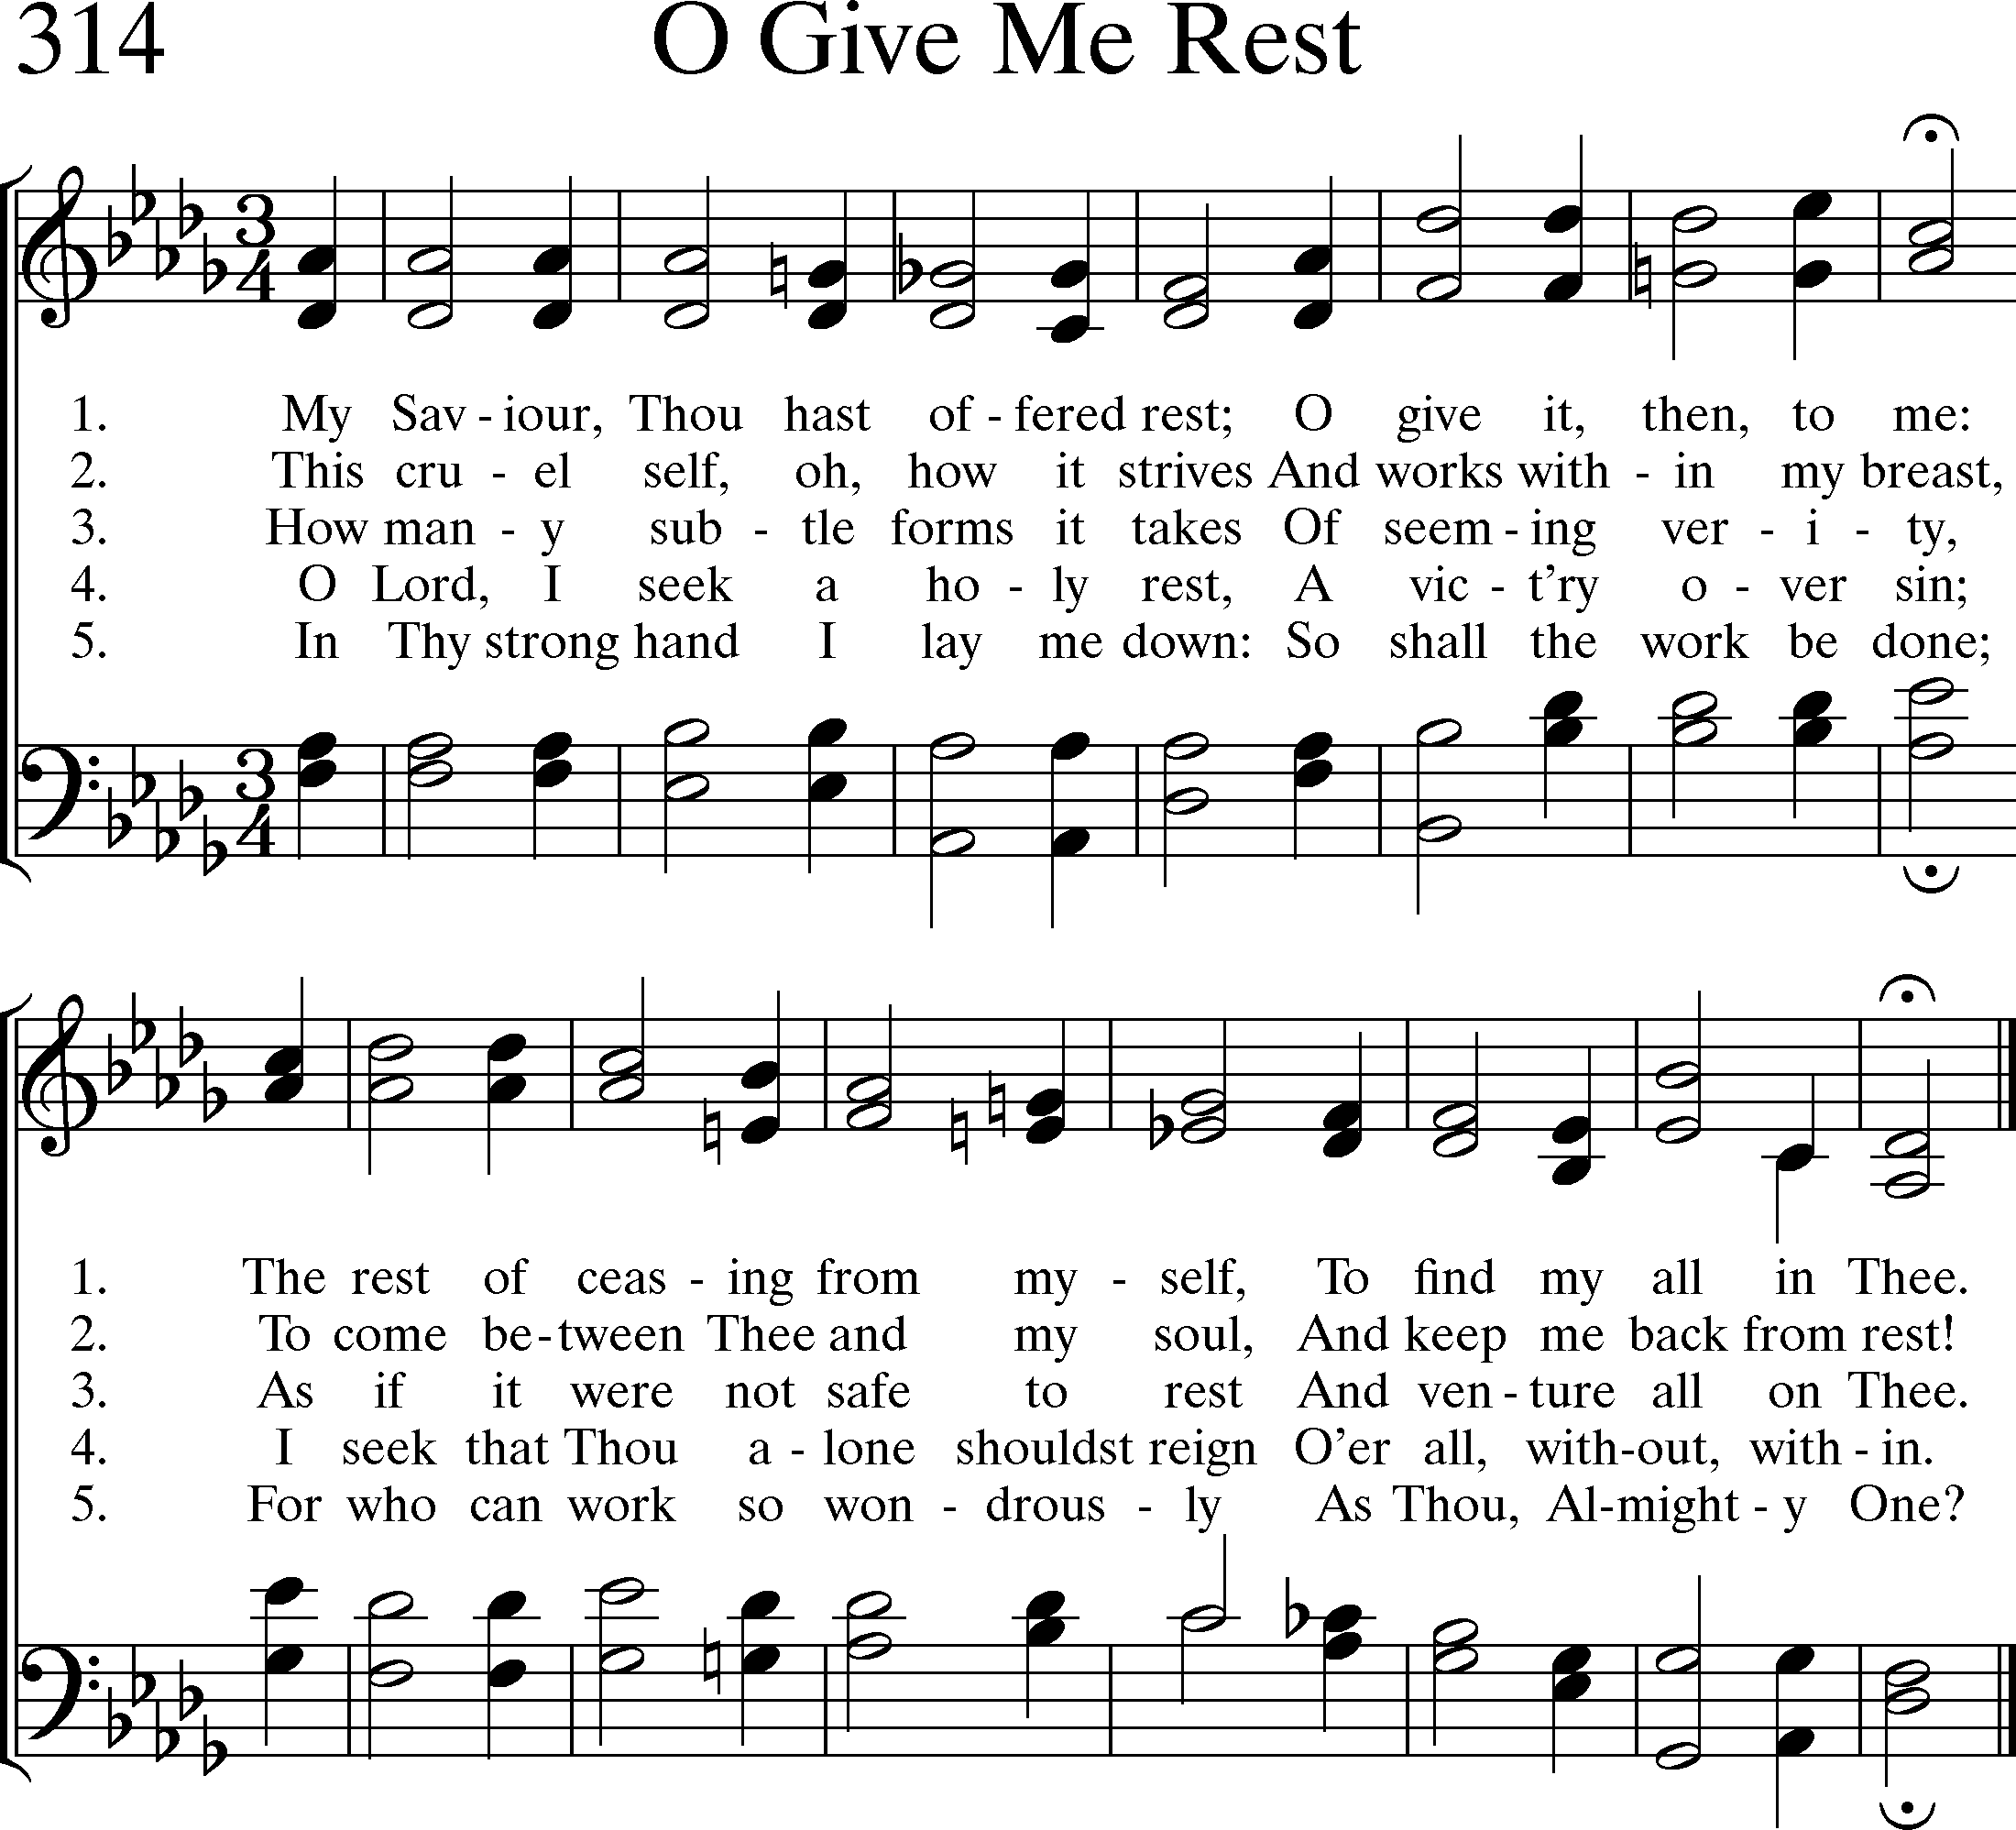 314 O Give Me Rest
3
4
1. My Sav - iour, Thou hast of - fered rest; O give it, then, to me:
2. This cru - el self, oh, how it strives And works with - in my breast,
3. How man - y sub - tle forms it takes Of seem - ing ver - i - ty,
4. O Lord, I seek a ho - ly rest, A vic - t’ry o - ver sin;
5. In Thy strong hand I lay me down: So shall the work be done;
3
4
1. The rest of ceas - ing from my - self, To find my all in Thee.
2. To come be - tween Thee and my soul, And keep me back from rest!
3. As if it were not safe to rest And ven - ture all on Thee.
4. I seek that Thou a - lone shouldst reign O’er all, with-out, with - in.
5. For who can work so won - drous - ly As Thou, Al-might - y One?